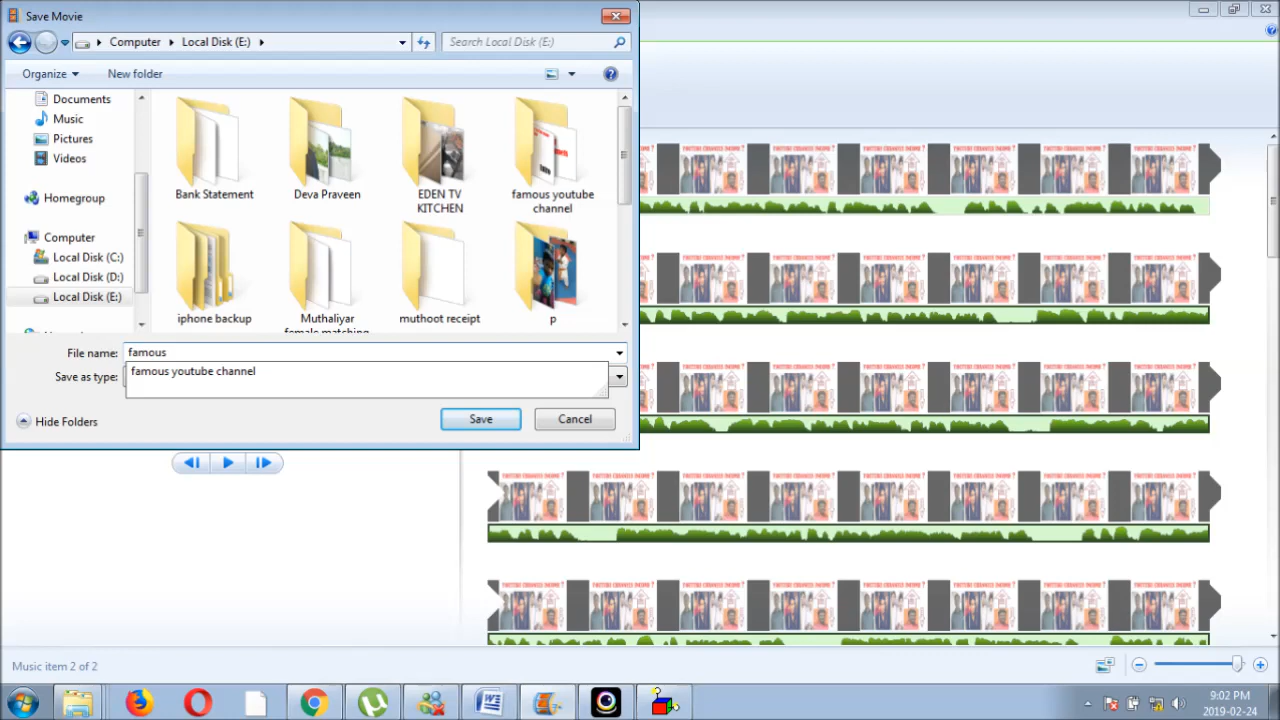 Save Movie
Computer
Local Disk (E:)
Search Local Disk (E:)
Organize
New folder
Documents
Music
Pictures
Videos
Homegroup
Computer
Local Disk (C:)
Local Disk (D:)
Local Disk (E:)
Bank Statement
Deva Praveen
EDEN TV
KITCHEN
famous youtube
channel
iphone backup
Muthaliyar
female matching
muthoot receipt
p
File name:
famous
famous youtube channel
Save as type:
Hide Folders
Save
Cancel
Music item 2 of 2
9:02 PM
2019-02-24